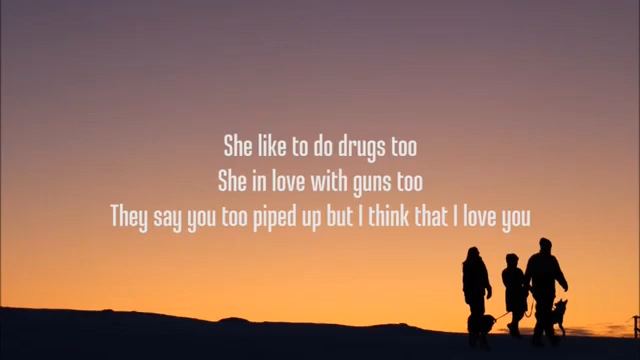 She like to do drugs too
She in love with guns too
They say you too piped up but I think that I love you